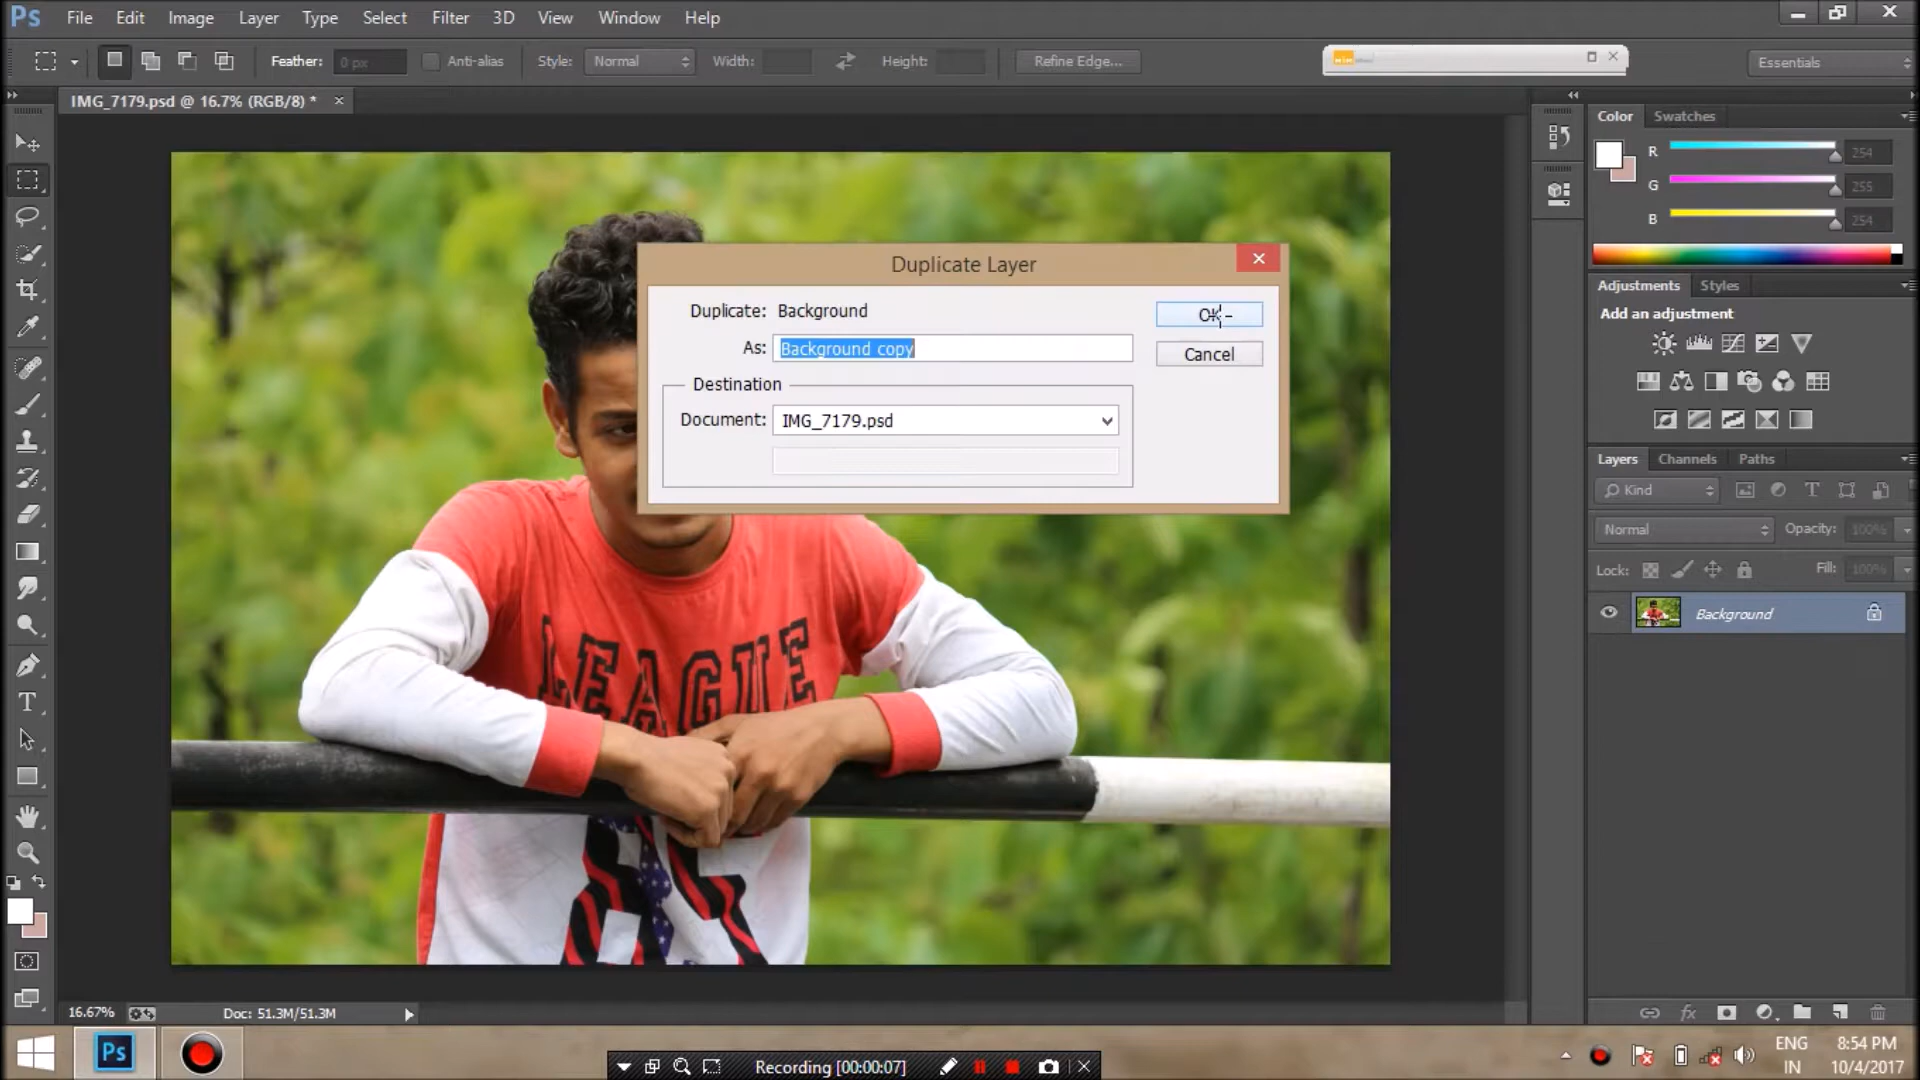 Ps File Edit Image Layer Type Select Filter 3D View Window Help
Feather: 0 px Anti-alias Style: Normal Width: Height: Refine Edge... Essentials
IMG_7179.psd @ 16.7% (RGB/8) * ×
Color Swatches
R 254
G 255
B 254
Adjustments Styles
Add an adjustment
Layers Channels Paths
Kind
Normal Opacity: 100%
Lock: Fill: 100%
Background
Duplicate Layer
Duplicate: Background
OK
As: Background copy
Cancel
Destination
Document: IMG_7179.psd
LEAGUE
16.67% Doc: 51.3M/51.3M
Ps
Recording [00:00:07]
ENG
IN
8:54 PM
10/4/2017